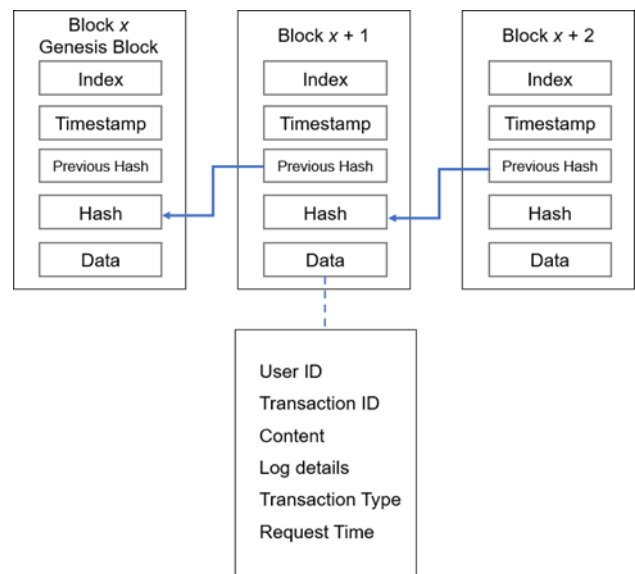 Block x
Genesis Block
Index
Timestamp
Previous Hash
Hash
Data
Block x + 1
Index
Timestamp
Previous Hash
Hash
Data
Block x + 2
Index
Timestamp
Previous Hash
Hash
Data
User ID
Transaction ID
Content
Log details
Transaction Type
Request Time